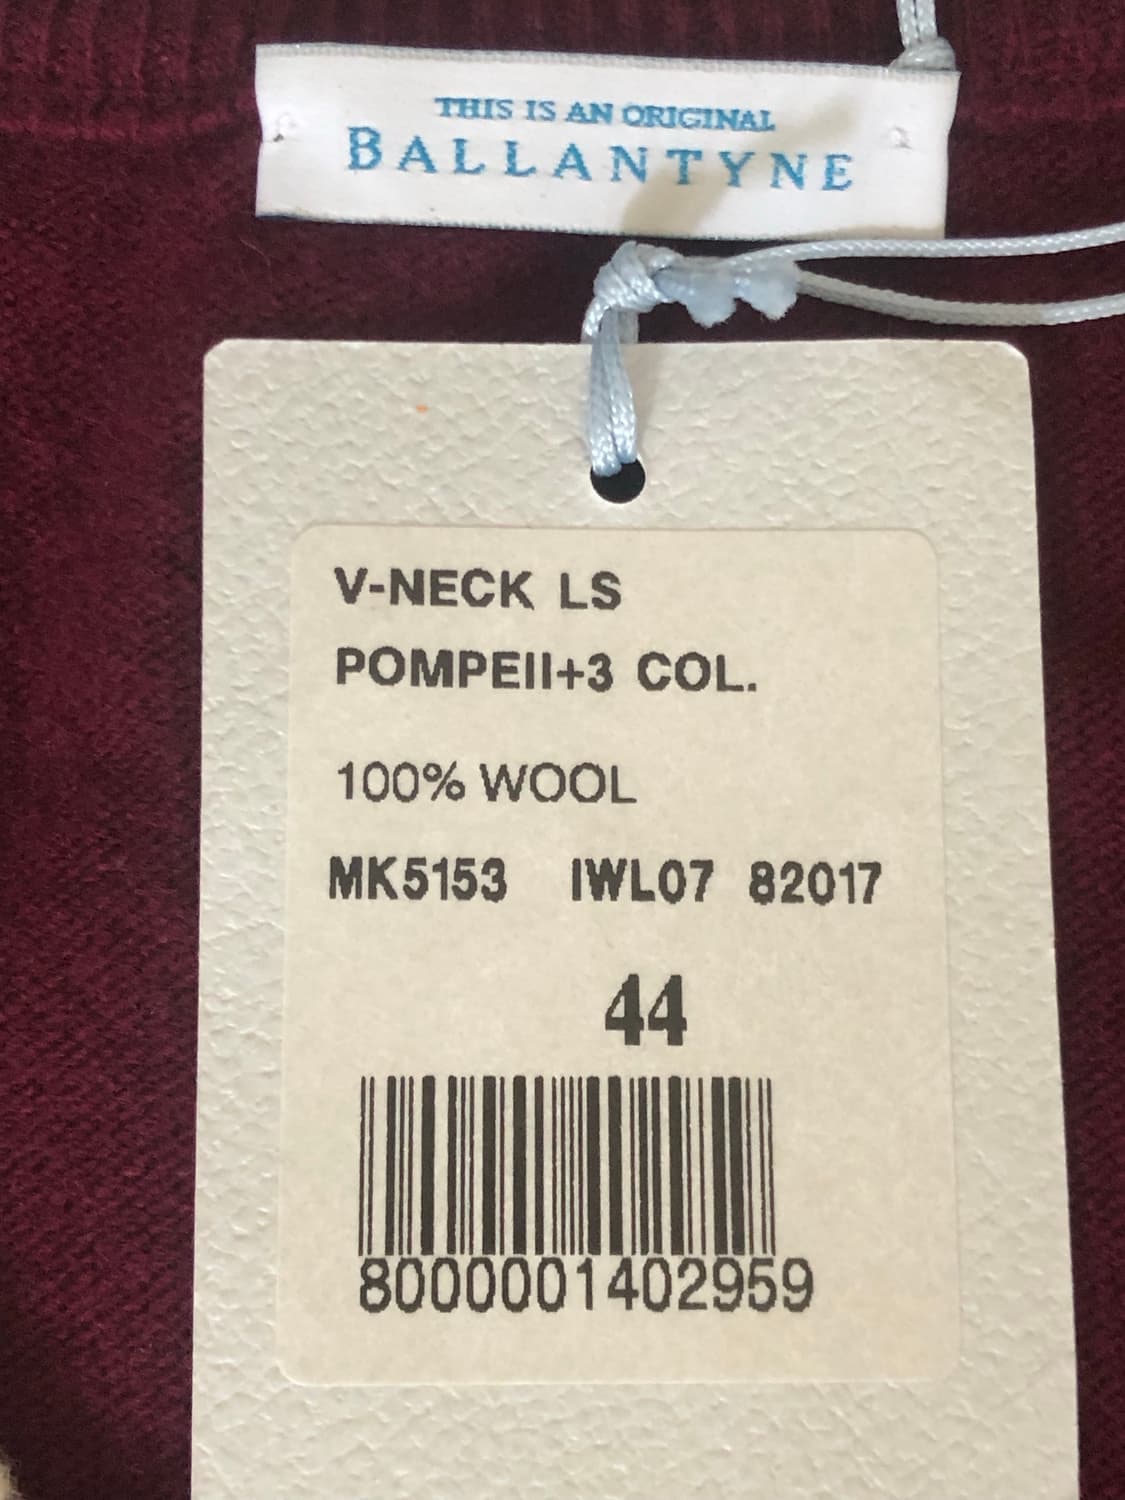 THIS IS AN ORIGINAL
BALLANTYNE
V-NECK LS
POMPEII+3 COL.
100% WOOL
MK5153 IWL07 82017
44
8000001402959